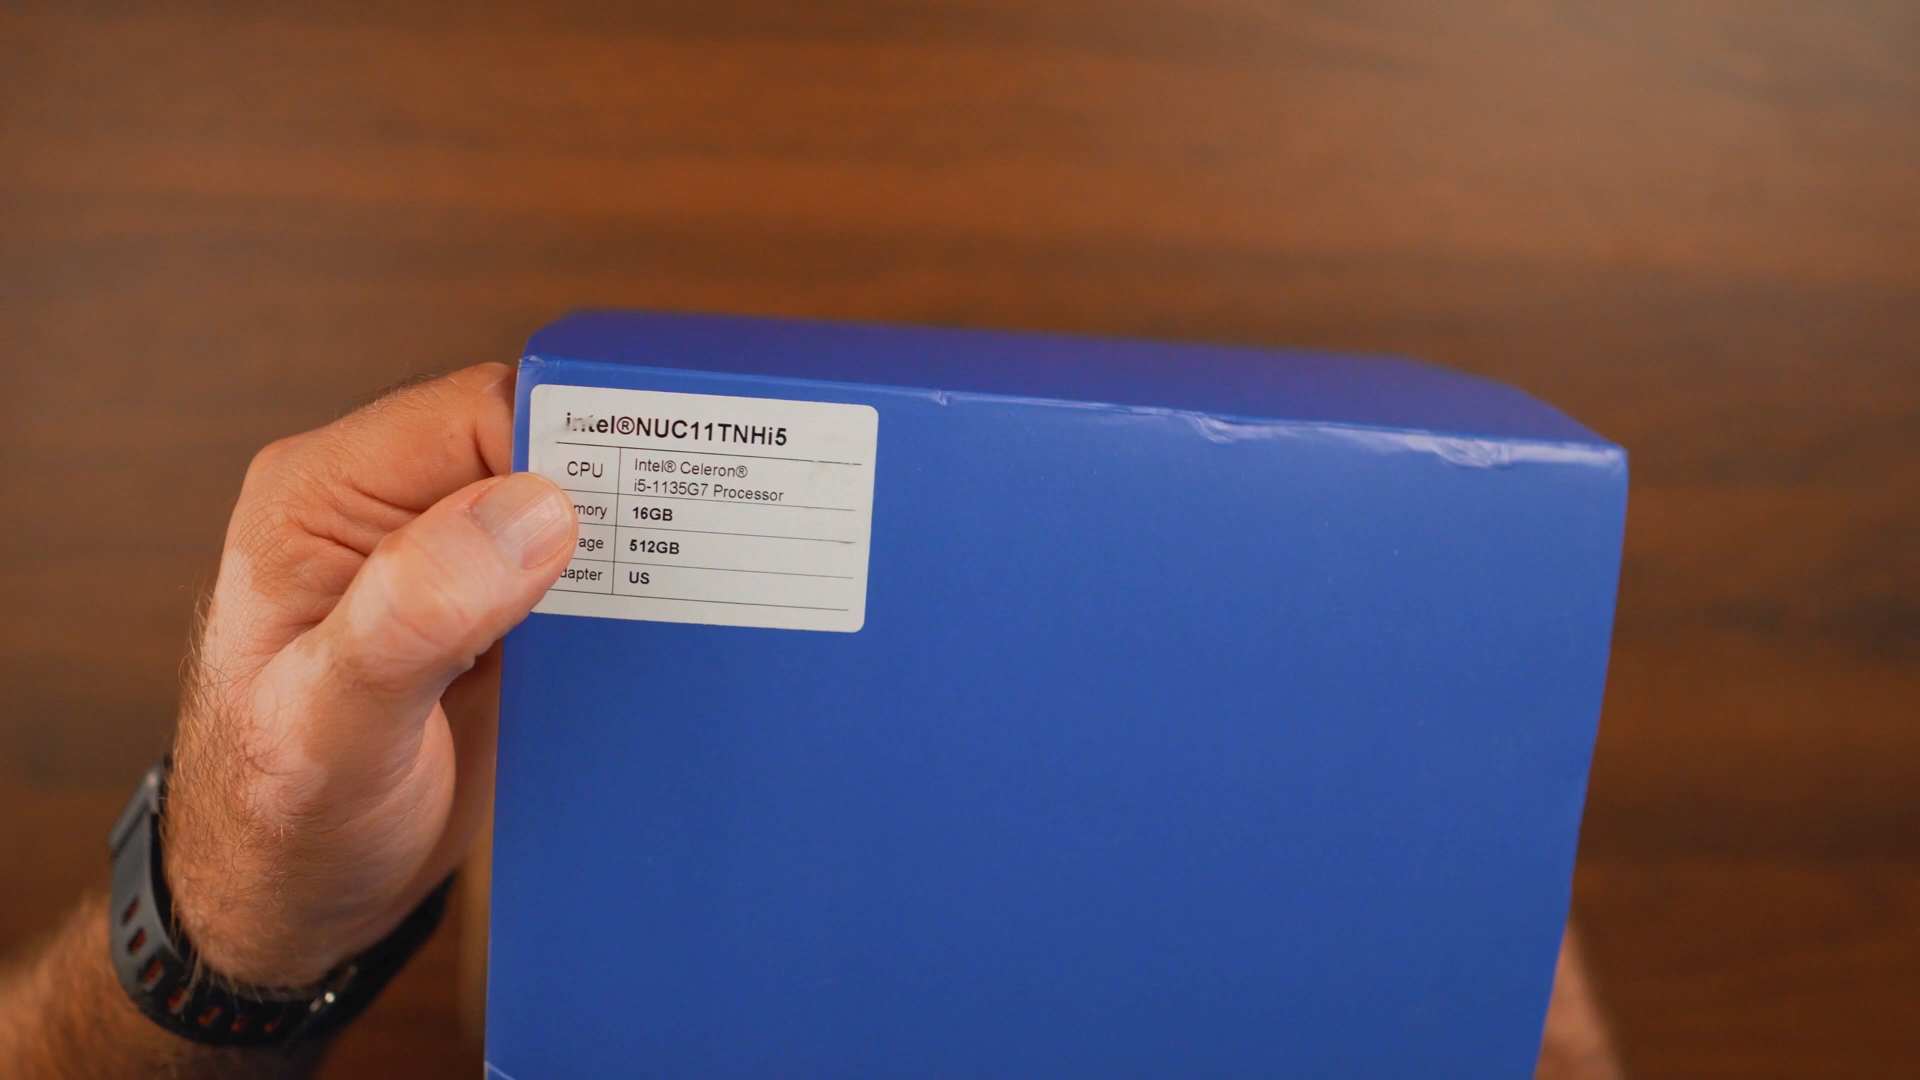 intel®NUC11TNHi5
CPU Intel® Celeron®
i5-1135G7 Processor
mory 16GB
age 512GB
dapter US